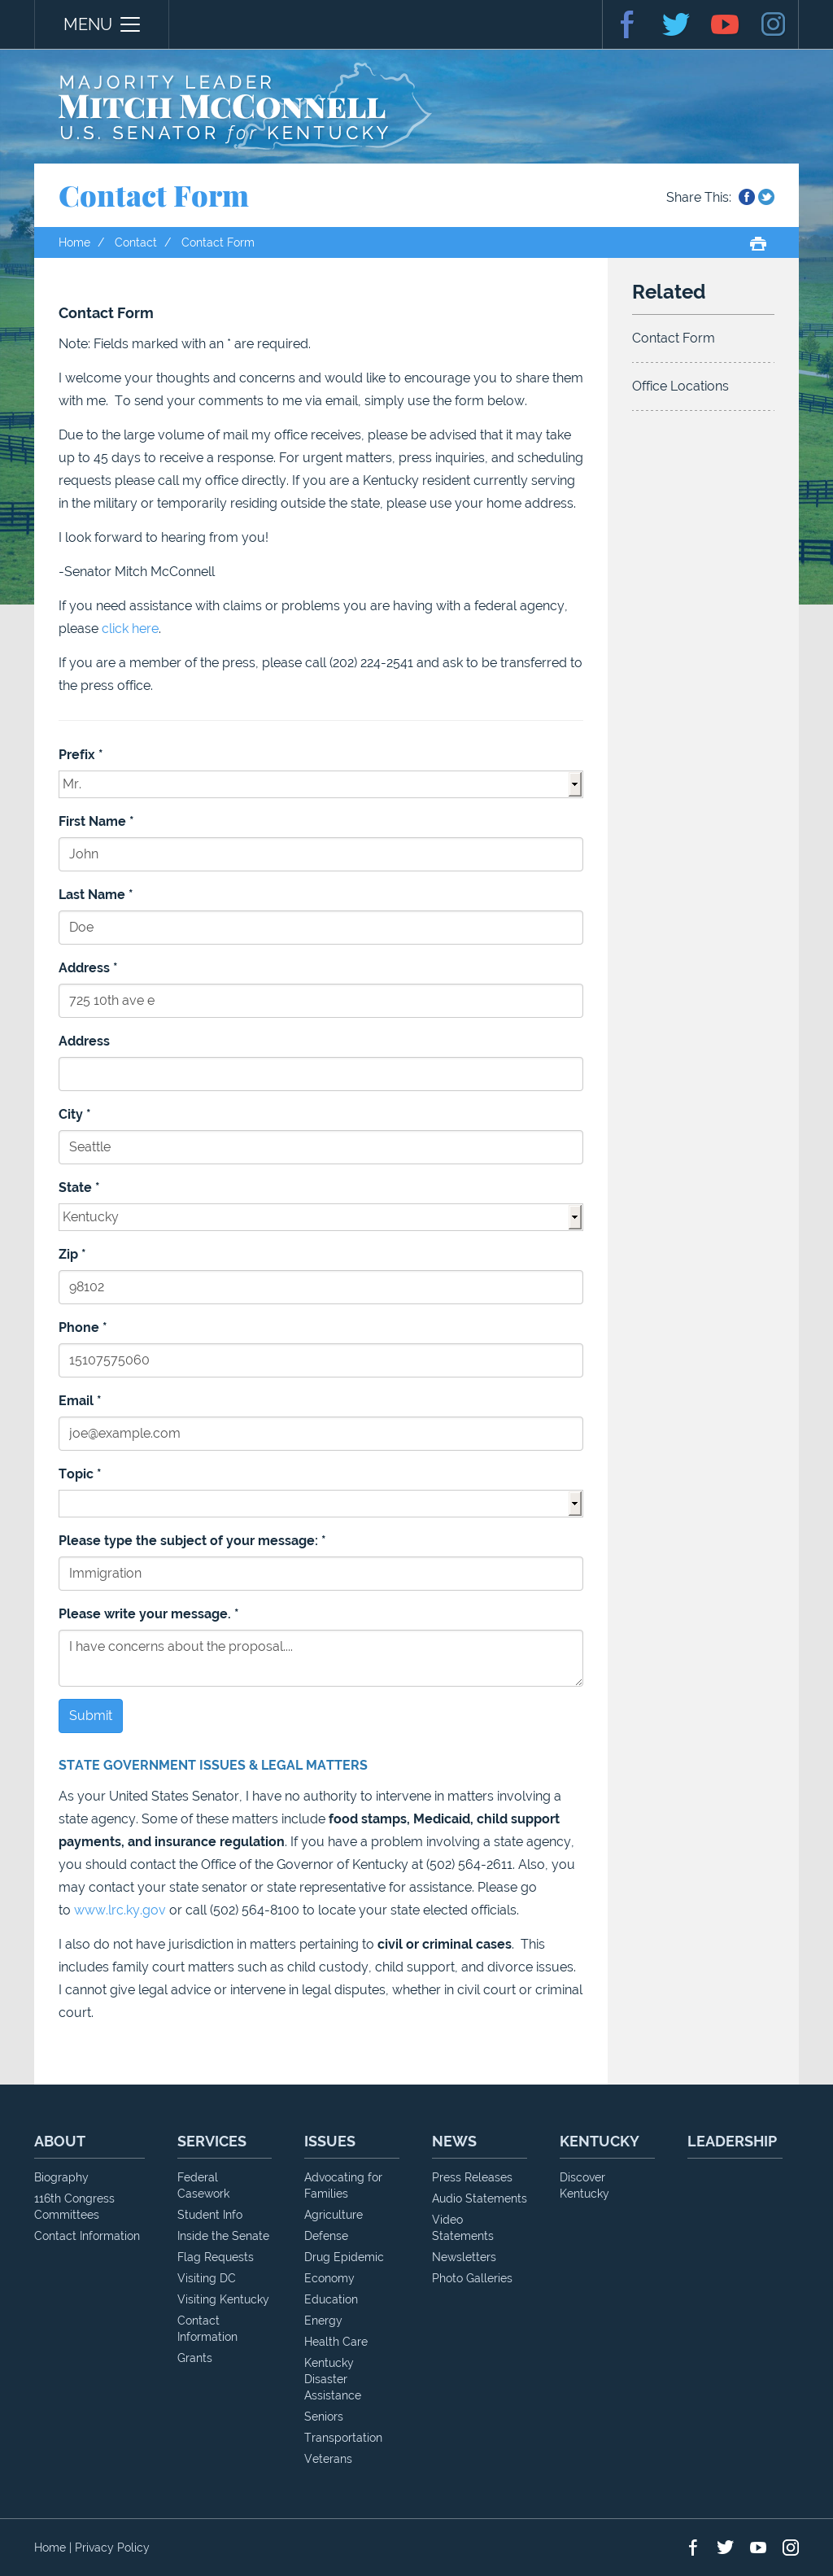 MENU
MAJORITY LEADER
MITCH MCCONNELL
U.S. SENATOR for KENTUCKY
Contact Form
Share This:
Home / Contact / Contact Form
Contact Form
Note: Fields marked with an * are required.
I welcome your thoughts and concerns and would like to encourage you to share them
with me.  To send your comments to me via email, simply use the form below.
Due to the large volume of mail my office receives, please be advised that it may take
up to 45 days to receive a response. For urgent matters, press inquiries, and scheduling
requests please call my office directly. If you are a Kentucky resident currently serving
in the military or temporarily residing outside the state, please use your home address.
I look forward to hearing from you!
-Senator Mitch McConnell
If you need assistance with claims or problems you are having with a federal agency,
please click here.
If you are a member of the press, please call (202) 224-2541 and ask to be transferred to
the press office.
Prefix *
Mr.
First Name *
John
Last Name *
Doe
Address *
725 10th ave e
Address
City *
Seattle
State *
Kentucky
Zip *
98102
Phone *
15107575060
Email *
joe@example.com
Topic *
Please type the subject of your message: *
Immigration
Please write your message. *
I have concerns about the proposal....
Submit
STATE GOVERNMENT ISSUES & LEGAL MATTERS
As your United States Senator, I have no authority to intervene in matters involving a
state agency. Some of these matters include food stamps, Medicaid, child support
payments, and insurance regulation. If you have a problem involving a state agency,
you should contact the Office of the Governor of Kentucky at (502) 564-2611. Also, you
may contact your state senator or state representative for assistance. Please go
to www.lrc.ky.gov or call (502) 564-8100 to locate your state elected officials.
I also do not have jurisdiction in matters pertaining to civil or criminal cases.  This
includes family court matters such as child custody, child support, and divorce issues.
I cannot give legal advice or intervene in legal disputes, whether in civil court or criminal
court.
Related
Contact Form
Office Locations
ABOUT
Biography
116th Congress
Committees
Contact Information
SERVICES
Federal
Casework
Student Info
Inside the Senate
Flag Requests
Visiting DC
Visiting Kentucky
Contact
Information
Grants
ISSUES
Advocating for
Families
Agriculture
Defense
Drug Epidemic
Economy
Education
Energy
Health Care
Kentucky
Disaster
Assistance
Seniors
Transportation
Veterans
NEWS
Press Releases
Audio Statements
Video
Statements
Newsletters
Photo Galleries
KENTUCKY
Discover
Kentucky
LEADERSHIP
Home | Privacy Policy